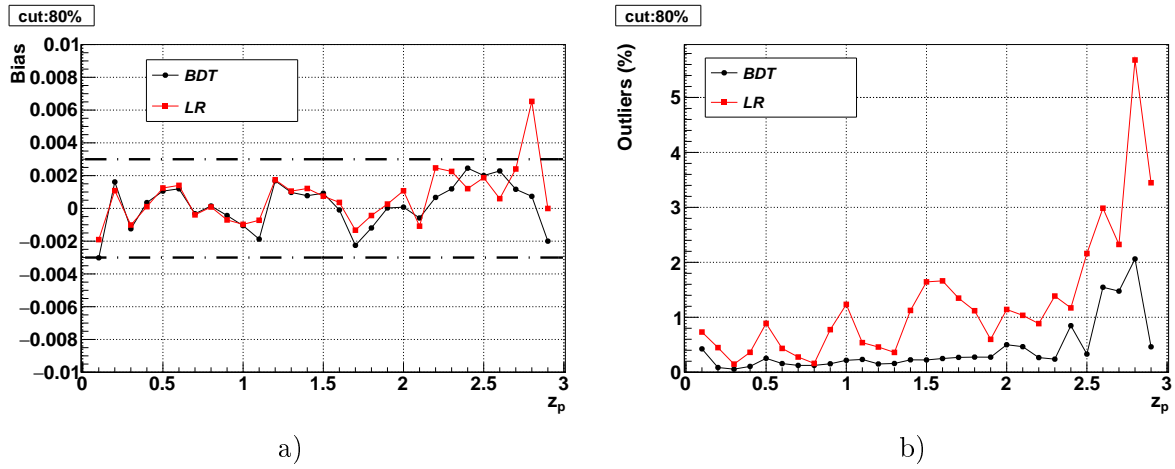 cut:80%
Bias
0.01
0.008
0.006
0.004
0.002
0
−0.002
−0.004
−0.006
−0.008
−0.01
BDT
LR
0 0.5 1 1.5 2 2.5 3
z_p
a)
cut:80%
Outliers (%)
5
4
3
2
1
0
BDT
LR
0 0.5 1 1.5 2 2.5 3
z_p
b)